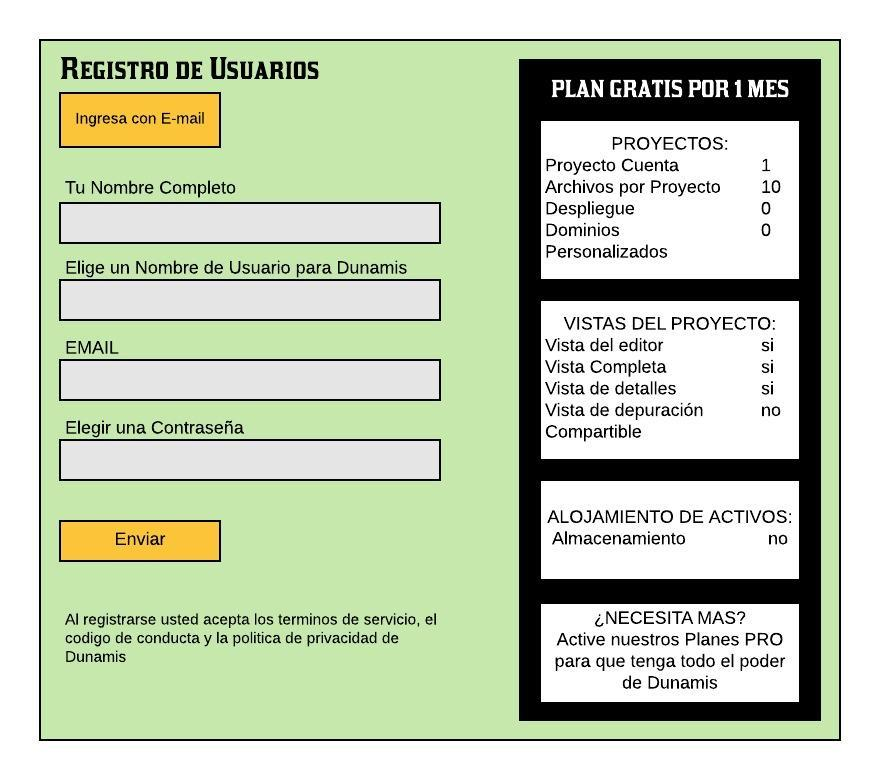 Registro de Usuarios
Ingresa con E-mail
Tu Nombre Completo
Elige un Nombre de Usuario para Dunamis
EMAIL
Elegir una Contraseña
Enviar
Al registrarse usted acepta los terminos de servicio, el
codigo de conducta y la politica de privacidad de
Dunamis
PLAN GRATIS POR 1 MES
PROYECTOS:
Proyecto Cuenta 1
Archivos por Proyecto 10
Despliegue 0
Dominios 0
Personalizados
VISTAS DEL PROYECTO:
Vista del editor si
Vista Completa si
Vista de detalles si
Vista de depuración no
Compartible
ALOJAMIENTO DE ACTIVOS:
Almacenamiento no
¿NECESITA MAS?
Active nuestros Planes PRO
para que tenga todo el poder
de Dunamis